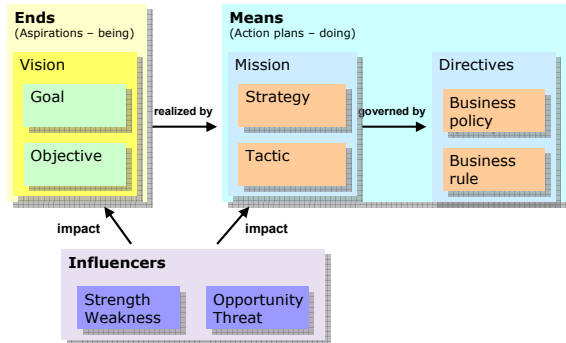 Ends
(Aspirations – being)
Vision
Goal
Objective
realized by
Means
(Action plans – doing)
Mission
Strategy
Tactic
governed by
Directives
Business
policy
Business
rule
impact
impact
Influencers
Strength
Weakness
Opportunity
Threat